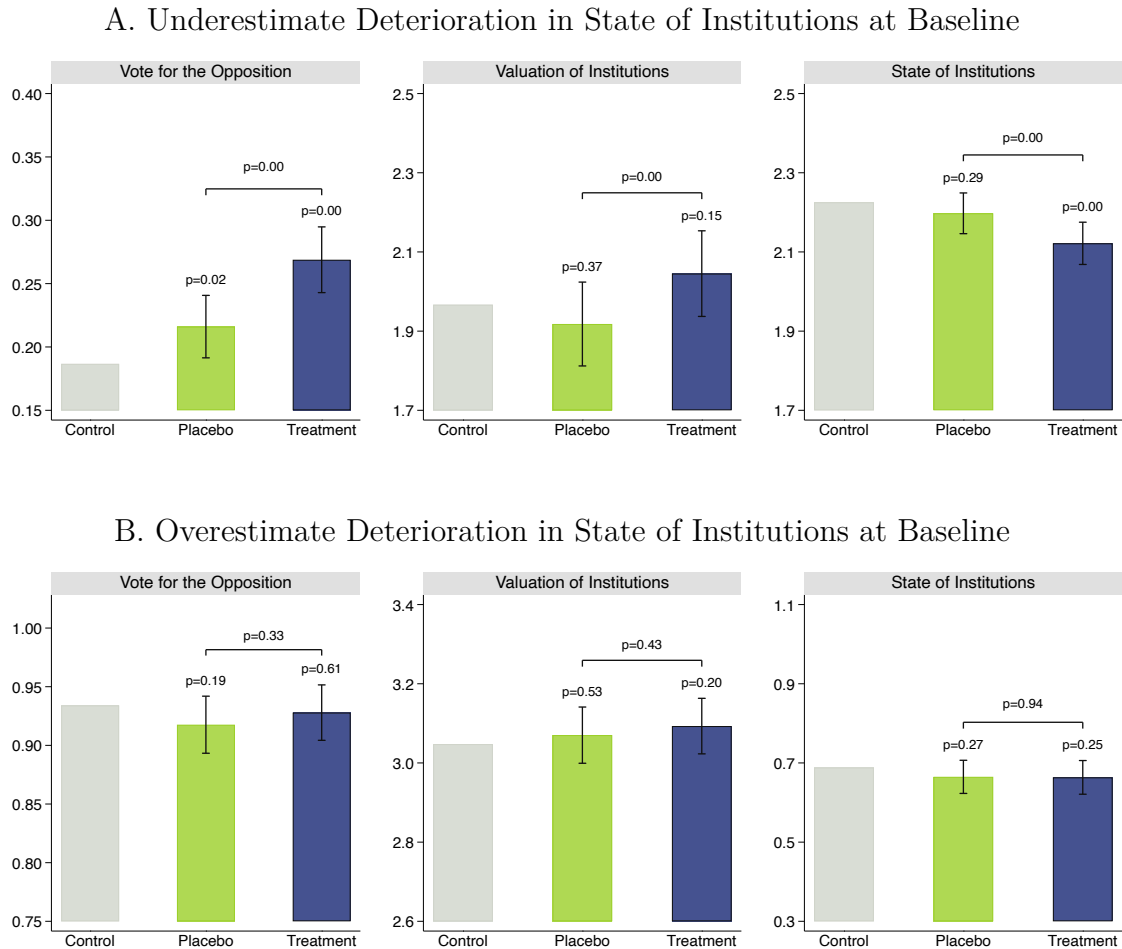 A. Underestimate Deterioration in State of Institutions at Baseline
Vote for the Opposition
0.40
0.35
0.30
0.25
0.20
0.15
p=0.00
p=0.02
p=0.00
Control Placebo Treatment
Valuation of Institutions
2.5
2.3
2.1
1.9
1.7
p=0.00
p=0.37
p=0.15
Control Placebo Treatment
State of Institutions
2.5
2.3
2.1
1.9
1.7
p=0.00
p=0.29
p=0.00
Control Placebo Treatment
B. Overestimate Deterioration in State of Institutions at Baseline
Vote for the Opposition
1.00
0.95
0.90
0.85
0.80
0.75
p=0.33
p=0.19
p=0.61
Control Placebo Treatment
Valuation of Institutions
3.4
3.2
3.0
2.8
2.6
p=0.43
p=0.53
p=0.20
Control Placebo Treatment
State of Institutions
1.1
0.9
0.7
0.5
0.3
p=0.94
p=0.27
p=0.25
Control Placebo Treatment